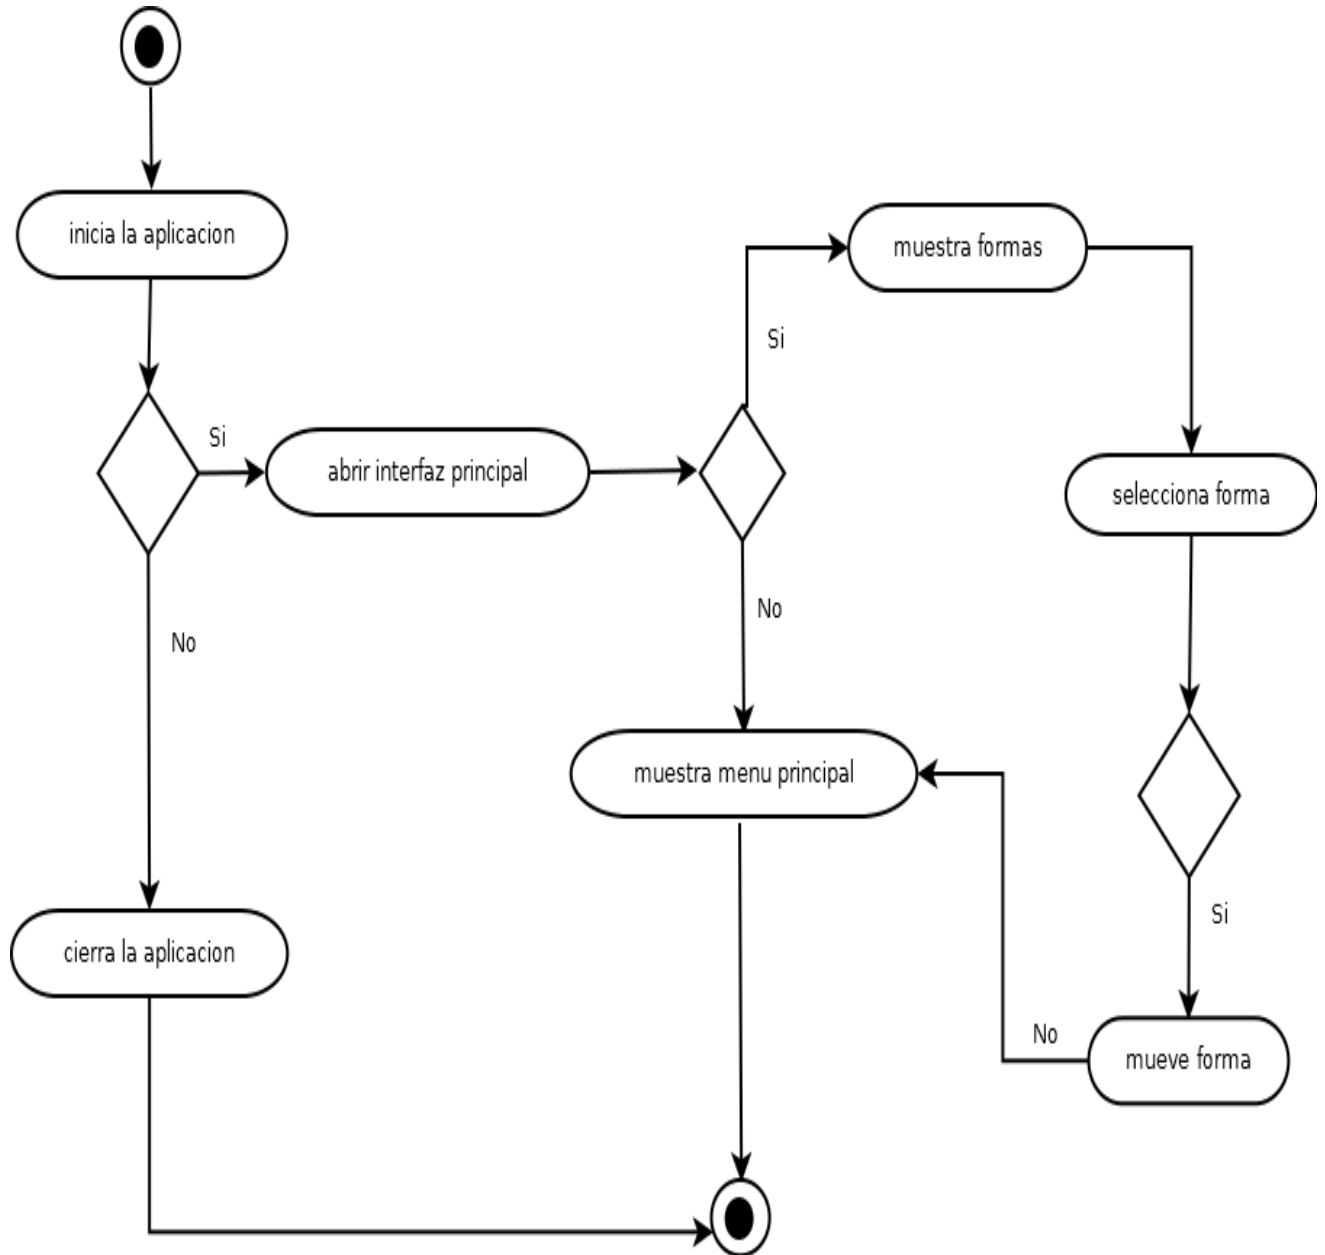 inicia la aplicacion
muestra formas
Si
Si
abrir interfaz principal
selecciona forma
No
No
muestra menu principal
Si
cierra la aplicacion
No
mueve forma